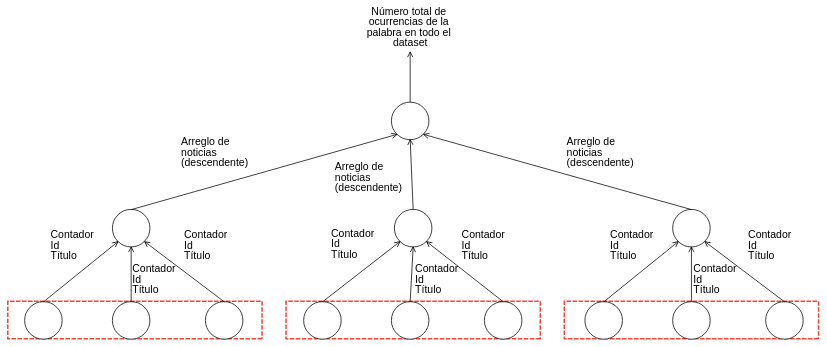 Número total de
ocurrencias de la
palabra en todo el
dataset
Arreglo de
noticias
(descendente)
Arreglo de
noticias
(descendente)
Arreglo de
noticias
(descendente)
Contador
Id
Título
Contador
Id
Título
Contador
Id
Título
Contador
Id
Título
Contador
Id
Título
Contador
Id
Título
Contador
Id
Título
Contador
Id
Título
Contador
Id
Título